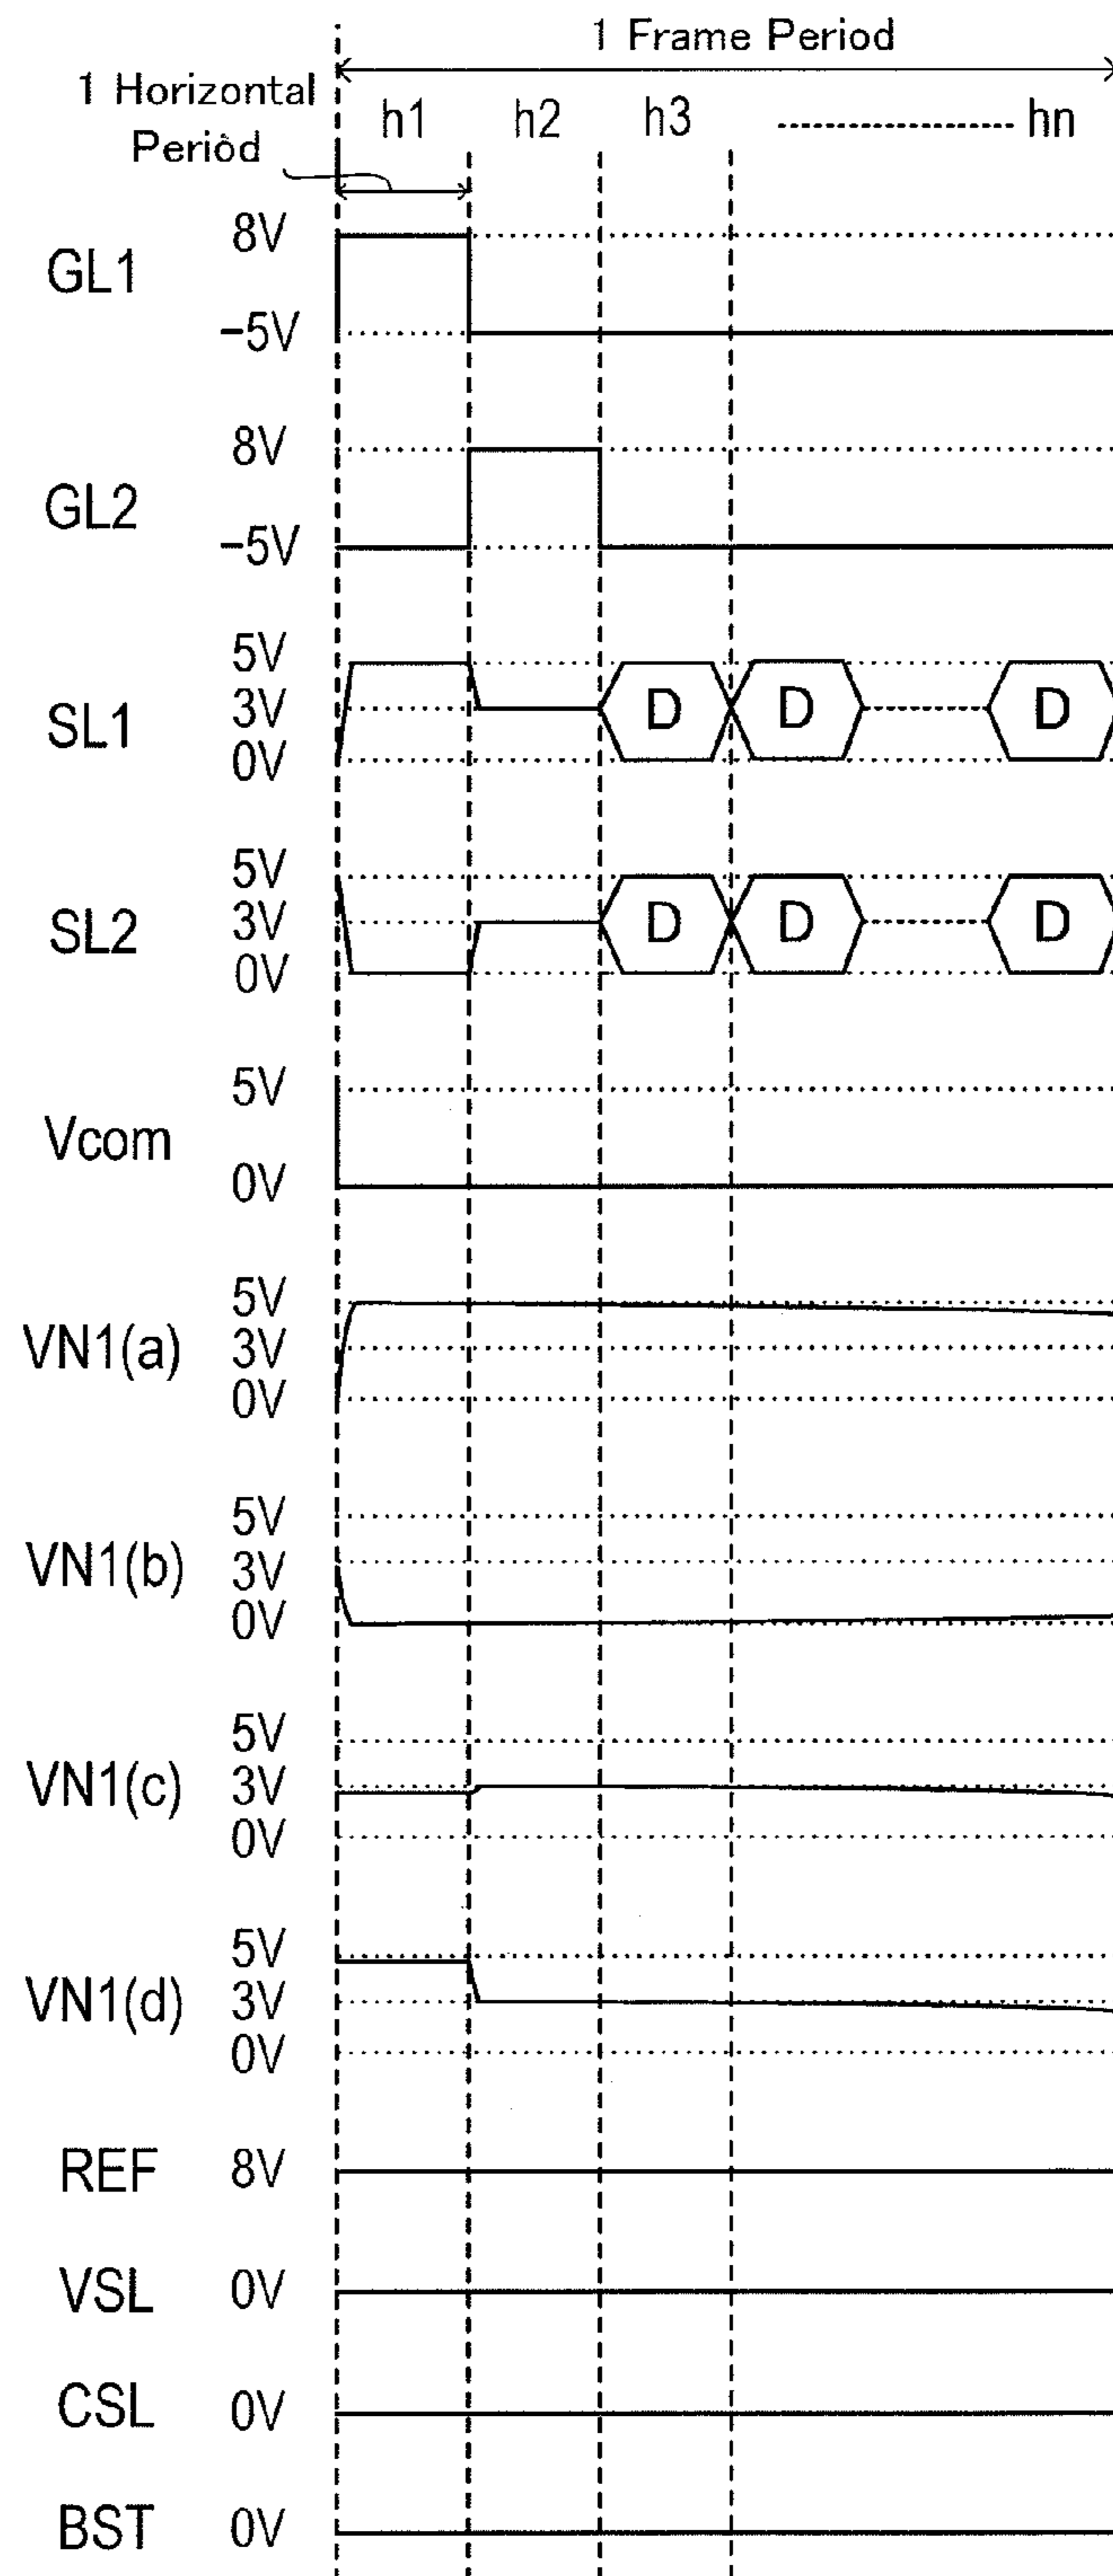 1 Frame Period
1 Horizontal
Period
h1 h2 h3 hn
GL1 8V
-5V
GL2 8V
-5V
SL1 5V
3V
0V
D D D
SL2 5V
3V
0V
D D D
Vcom 5V
0V
VN1(a) 5V
3V
0V
VN1(b) 5V
3V
0V
VN1(c) 5V
3V
0V
VN1(d) 5V
3V
0V
REF 8V
VSL 0V
CSL 0V
BST 0V